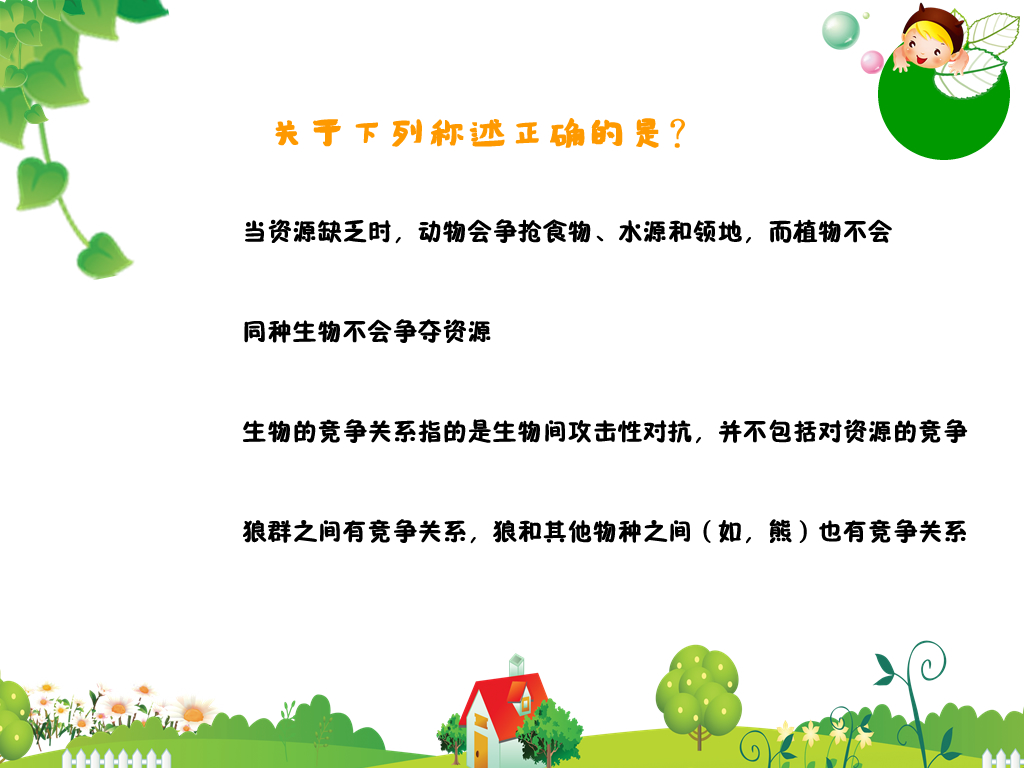 关于下列称述正确的是？
当资源缺乏时，动物会争抢食物、水源和领地，而植物不会
同种生物不会争夺资源
生物的竞争关系指的是生物间攻击性对抗，并不包括对资源的竞争
狼群之间有竞争关系，狼和其他物种之间（如，熊）也有竞争关系